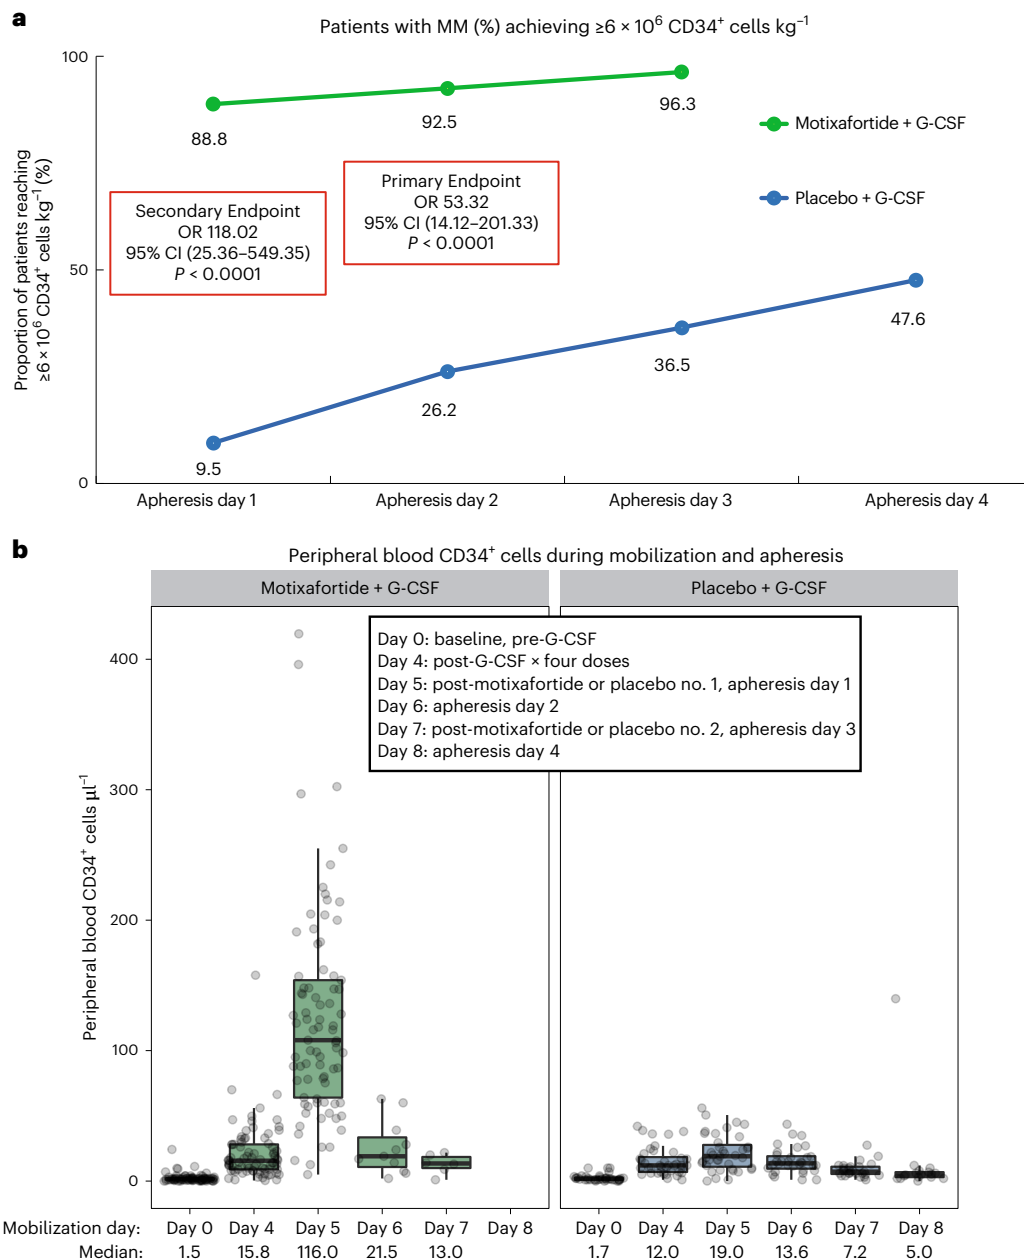 a
Patients with MM (%) achieving ≥6 × 10⁶ CD34⁺ cells kg⁻¹
100
50
0
Proportion of patients reaching
≥6 × 10⁶ CD34⁺ cells kg⁻¹ (%)
88.8
92.5
96.3
Motixafortide + G-CSF
Placebo + G-CSF
Primary Endpoint
OR 53.32
95% CI (14.12–201.33)
P < 0.0001
Secondary Endpoint
OR 118.02
95% CI (25.36–549.35)
P < 0.0001
9.5
26.2
36.5
47.6
Apheresis day 1 Apheresis day 2 Apheresis day 3 Apheresis day 4
b
Peripheral blood CD34⁺ cells during mobilization and apheresis
Motixafortide + G-CSF Placebo + G-CSF
Day 0: baseline, pre-G-CSF
Day 4: post-G-CSF × four doses
Day 5: post-motixafortide or placebo no. 1, apheresis day 1
Day 6: apheresis day 2
Day 7: post-motixafortide or placebo no. 2, apheresis day 3
Day 8: apheresis day 4
400
300
200
100
0
Peripheral blood CD34⁺ cells µl⁻¹
Mobilization day: Day 0 Day 4 Day 5 Day 6 Day 7 Day 8 Day 0 Day 4 Day 5 Day 6 Day 7 Day 8
Median: 1.5 15.8 116.0 21.5 13.0 1.7 12.0 19.0 13.6 7.2 5.0